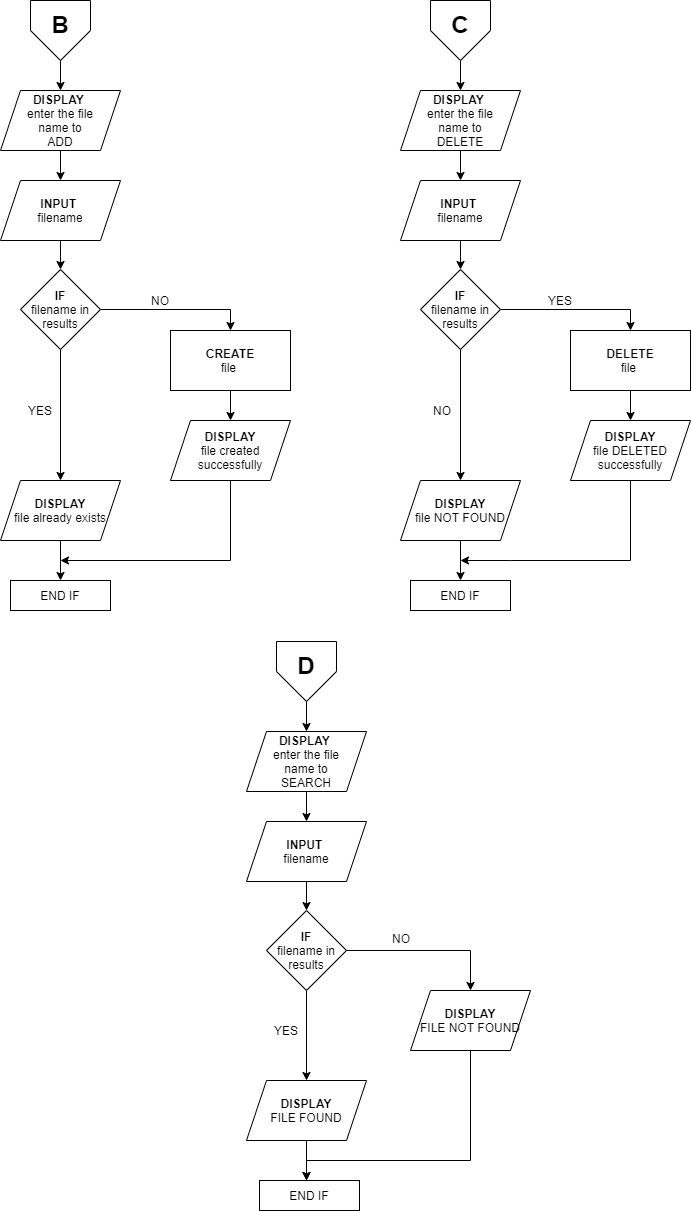 B
DISPLAY
enter the file
name to
ADD
INPUT
filename
IF
filename in
results
NO
CREATE
file
YES
DISPLAY
file created
successfully
DISPLAY
file already exists
END IF
C
DISPLAY
enter the file
name to
DELETE
INPUT
filename
IF
filename in
results
YES
DELETE
file
NO
DISPLAY
file DELETED
successfully
DISPLAY
file NOT FOUND
END IF
D
DISPLAY
enter the file
name to
SEARCH
INPUT
filename
IF
filename in
results
NO
DISPLAY
FILE NOT FOUND
YES
DISPLAY
FILE FOUND
END IF